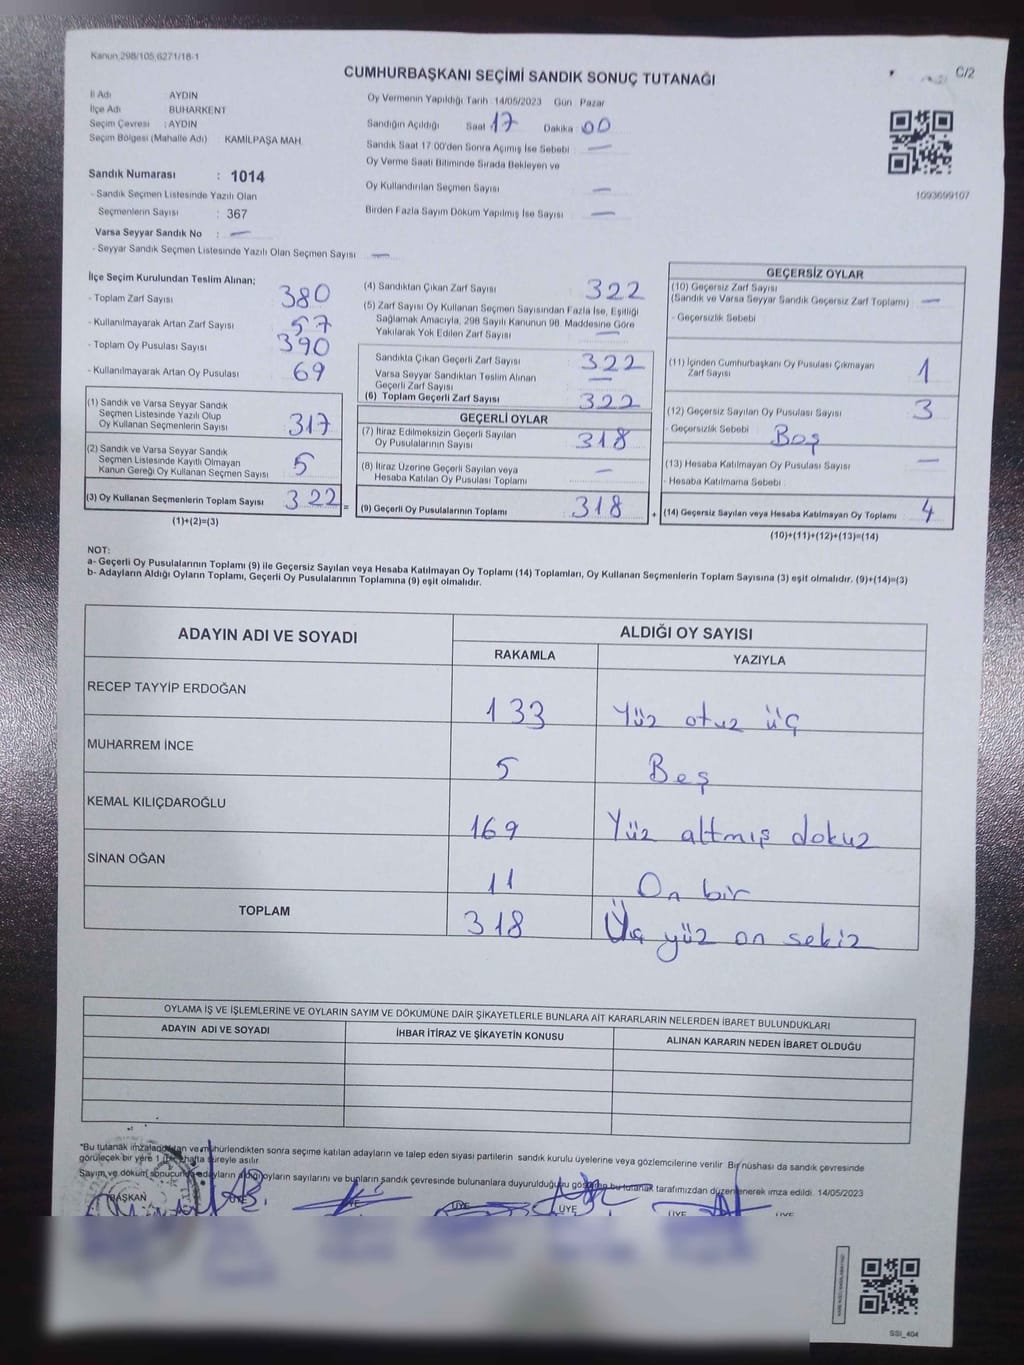 Kanun,298/105,6271/18-1
C/2
CUMHURBAŞKANI SEÇİMİ SANDIK SONUÇ TUTANAĞI
İl Adı AYDIN
İlçe Adı BUHARKENT
Seçim Çevresi : AYDIN
Seçim Bölgesi (Mahalle Adı) KAMİLPAŞA MAH.
Sandık Numarası : 1014
- Sandık Seçmen Listesinde Yazılı Olan
Seçmenlerin Sayısı : 367
Varsa Seyyar Sandık No : —
- Seyyar Sandık Seçmen Listesinde Yazılı Olan Seçmen Sayısı —
Oy Vermenin Yapıldığı Tarih 14/05/2023 Gün : Pazar
Sandığın Açıldığı Saat 17 Dakika 00
Sandık Saat 17:00'den Sonra Açımış İse Sebebi —
Oy Verme Saati Bitiminde Sırada Bekleyen ve
Oy Kullandırılan Seçmen Sayısı —
Birden Fazla Sayım Döküm Yapılmış İse Sayısı —
1093699107
İlçe Seçim Kurulundan Teslim Alınan;
- Toplam Zarf Sayısı 380
- Kullanılmayarak Artan Zarf Sayısı 57
- Toplam Oy Pusulası Sayısı 390
- Kullanılmayarak Artan Oy Pusulası 69
(1) Sandık ve Varsa Seyyar Sandık
Seçmen Listesinde Yazılı Olup
Oy Kullanan Seçmenlerin Sayısı 317
(2) Sandık ve Varsa Seyyar Sandık
Seçmen Listesinde Kayıtlı Olmayan
Kanun Gereği Oy Kullanan Seçmen Sayısı 5
(3) Oy Kullanan Seçmenlerin Toplam Sayısı 322 =
(1)+(2)=(3)
(4) Sandıktan Çıkan Zarf Sayısı 322
(5) Zarf Sayısı Oy Kullanan Seçmen Sayısından Fazla İse, Eşitliği
Sağlamak Amacıyla, 298 Sayılı Kanunun 98. Maddesine Göre
Yakılarak Yok Edilen Zarf Sayısı —
Sandıkta Çıkan Geçerli Zarf Sayısı 322
Varsa Seyyar Sandıktan Teslim Alınan
Geçerli Zarf Sayısı —
(6) Toplam Geçerli Zarf Sayısı 322
GEÇERLİ OYLAR
(7) İtiraz Edilmeksizin Geçerli Sayılan
Oy Pusulalarının Sayısı 318
(8) İtiraz Üzerine Geçerli Sayılan veya
Hesaba Katılan Oy Pusulası Toplamı —
(9) Geçerli Oy Pusulalarının Toplamı 318 +
GEÇERSİZ OYLAR
(10) Geçersiz Zarf Sayısı
(Sandık ve Varsa Seyyar Sandık Geçersiz Zarf Toplamı) —
- Geçersizlik Sebebi
(11) İçinden Cumhurbaşkanı Oy Pusulası Çıkmayan
Zarf Sayısı 1
(12) Geçersiz Sayılan Oy Pusulası Sayısı 3
- Geçersizlik Sebebi : Boş
(13) Hesaba Katılmayan Oy Pusulası Sayısı —
- Hesaba Katılmama Sebebi :
(14) Geçersiz Sayılan veya Hesaba Katılmayan Oy Toplamı 4
(10)+(11)+(12)+(13)=(14)
NOT:
a- Geçerli Oy Pusulalarının Toplamı (9) ile Geçersiz Sayılan veya Hesaba Katılmayan Oy Toplamı (14) Toplamları, Oy Kullanan Seçmenlerin Toplam Sayısına (3) eşit olmalıdır. (9)+(14)=(3)
b- Adayların Aldığı Oyların Toplamı, Geçerli Oy Pusulalarının Toplamına (9) eşit olmalıdır.
ADAYIN ADI VE SOYADI ALDIĞI OY SAYISI
RAKAMLA YAZIYLA
RECEP TAYYİP ERDOĞAN 133 Yüz otuz üç
MUHARREM İNCE 5 Beş
KEMAL KILIÇDAROĞLU 169 Yüz altmış dokuz
SİNAN OĞAN 11 On bir
TOPLAM 318 Üç yüz on sekiz
OYLAMA İŞ VE İŞLEMLERİNE VE OYLARIN SAYIM VE DÖKÜMÜNE DAİR ŞİKAYETLERLE BUNLARA AİT KARARLARIN NELERDEN İBARET BULUNDUKLARI
ADAYIN ADI VE SOYADI İHBAR İTİRAZ VE ŞİKAYETİN KONUSU ALINAN KARARIN NEDEN İBARET OLDUĞU
*Bu tutanak imzalandıktan ve mühürlendikten sonra seçime katılan adayların ve talep eden siyasi partilerin sandık kurulu üyelerine veya gözlemcilerine verilir. Bir nüshası da sandık çevresinde
görülecek bir yere 1 hafta süreyle asılır.
Sayım ve döküm sonucunda adayların aldığı oyların sayılarını ve bunların sandık çevresinde bulunanlara duyurulduğunu gösteren bu tutanak tarafımızdan düzenlenerek imza edildi. 14/05/2023
BAŞKAN ÜYE ÜYE ÜYE ÜYE ÜYE
SSI_404